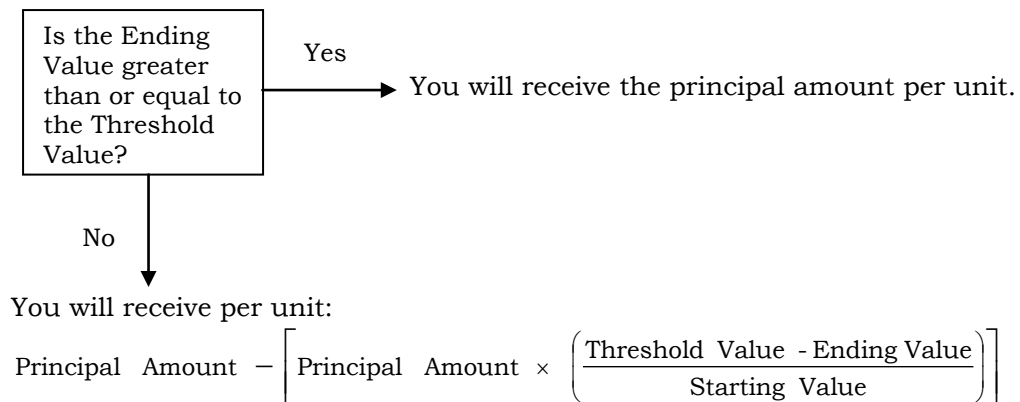 Is the Ending
Value greater
than or equal to
the Threshold
Value?
Yes
You will receive the principal amount per unit.
No
You will receive per unit:
Principal Amount − [Principal Amount × (Threshold Value - Ending Value / Starting Value)]